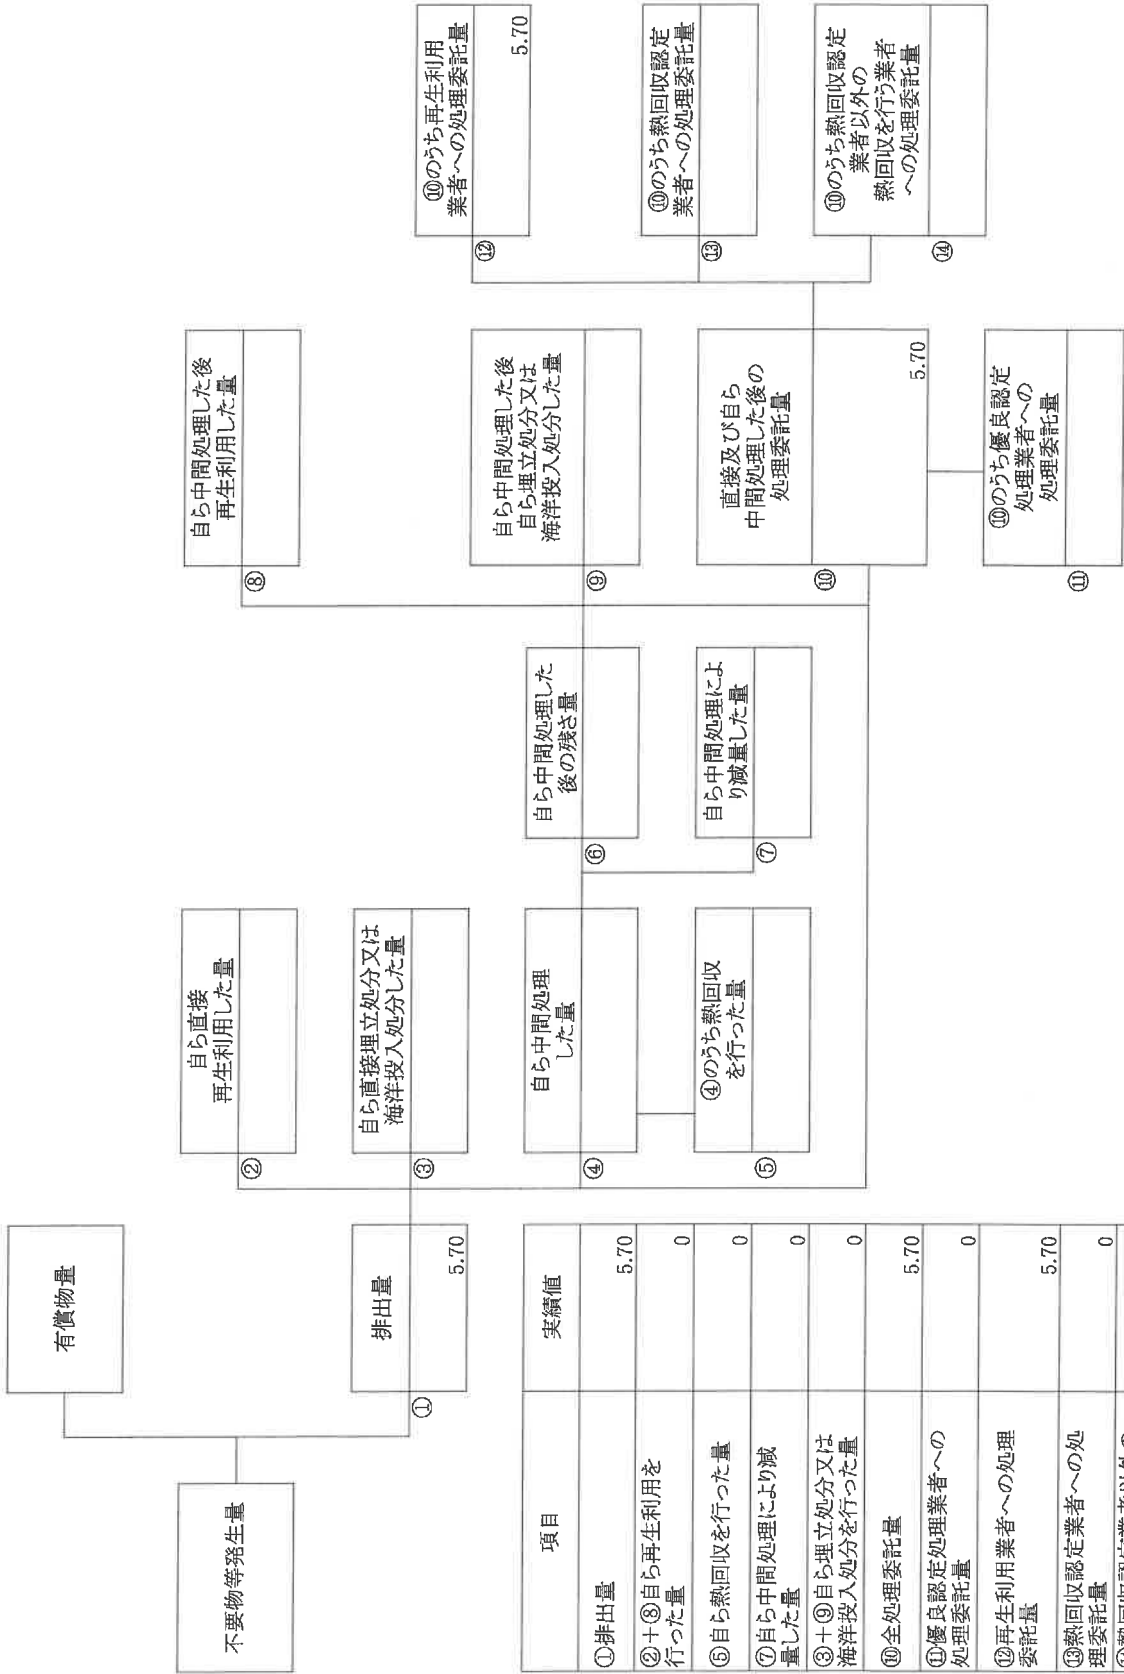 有償物量
不要物等発生量
排出量
①
5.70
自ら直接
再生利用した量
②
自ら直接埋立処分又は
海洋投入処分した量
③
自ら中間処理
した量
④
④のうち熱回収
を行った量
⑤
自ら中間処理した
後の残さ量
⑥
自ら中間処理によ
り減量した量
⑦
自ら中間処理した後
再生利用した量
⑧
自ら中間処理した後
自ら埋立処分又は
海洋投入処分した量
⑨
直接及び自ら
中間処理した後の
処理委託量
⑩
5.70
⑩のうち優良認定
処理業者への
処理委託量
⑪
⑩のうち再生利用
業者への処理委託量
⑫
5.70
⑩のうち熱回収認定
業者への処理委託量
⑬
⑩のうち熱回収認定
業者以外の
熱回収を行う業者
への処理委託量
⑭
項目
実績値
①排出量
5.70
②+⑧自ら再生利用を
行った量
0
⑤自ら熱回収を行った量
0
⑦自ら中間処理により減
量した量
0
③+⑨自ら埋立処分又は
海洋投入処分を行った量
0
⑩全処理委託量
5.70
⑪優良認定処理業者への
処理委託量
0
⑫再生利用業者への処理
委託量
5.70
⑬熱回収認定業者への処
理委託量
0